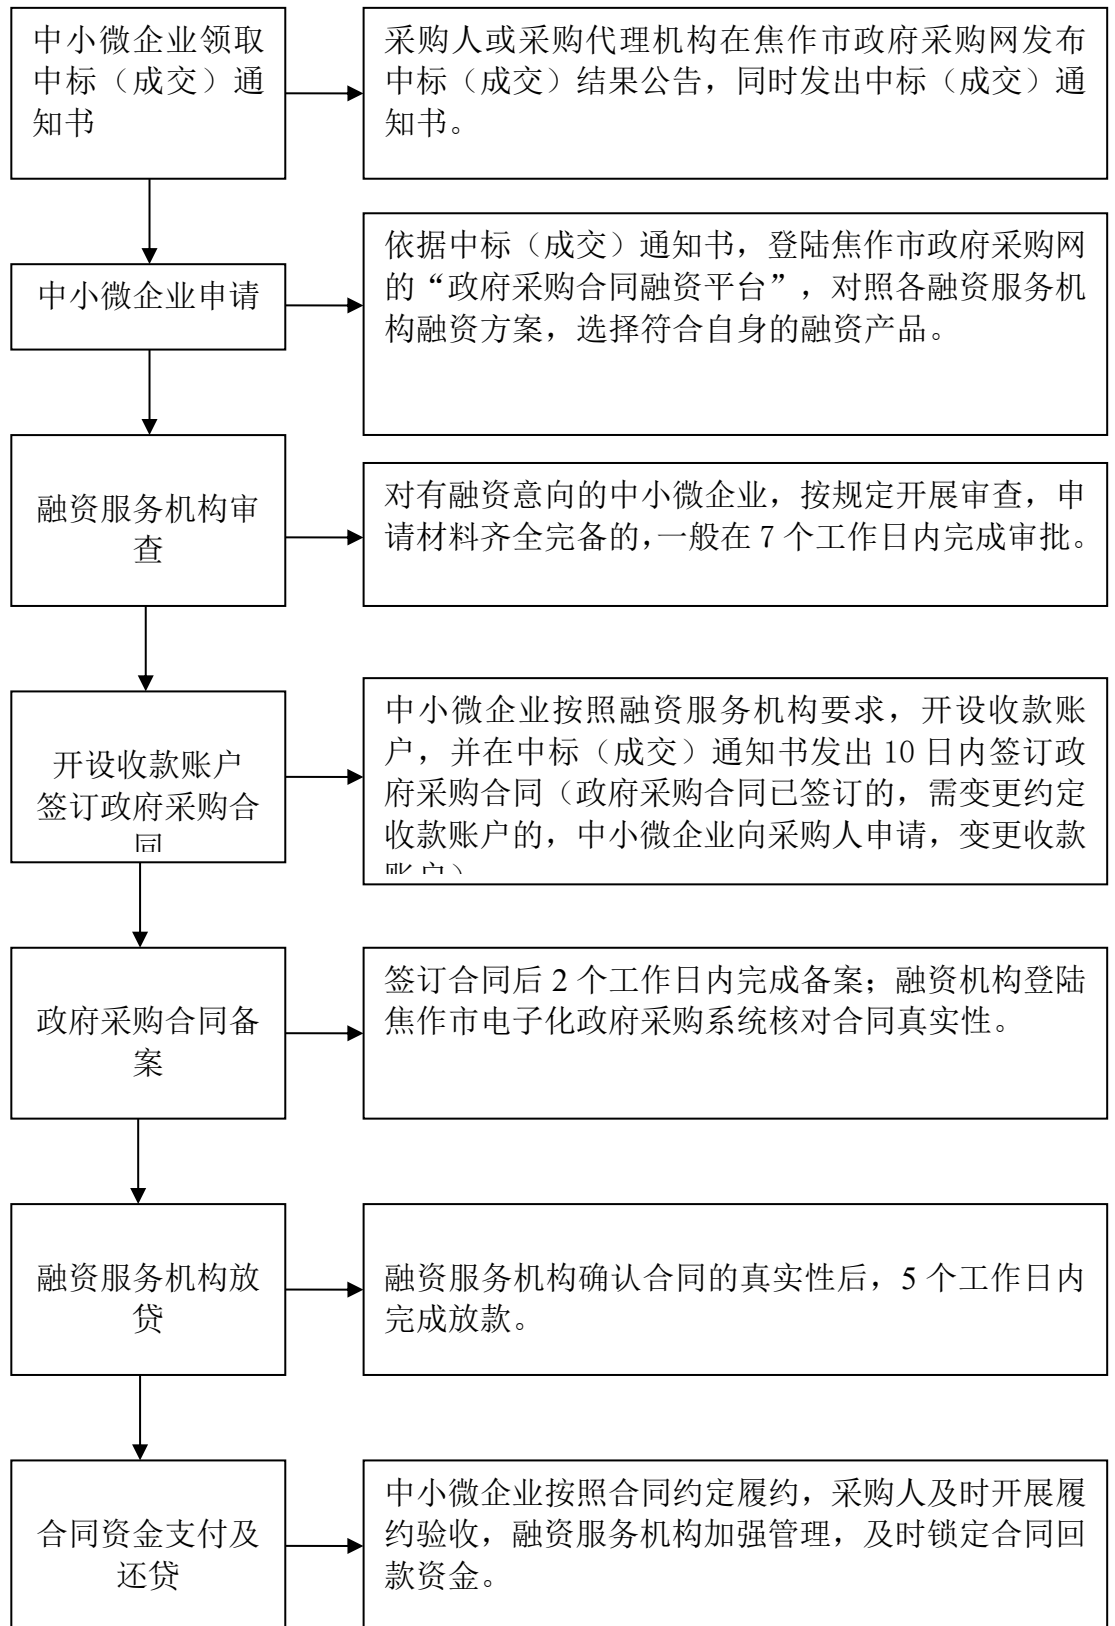 中小微企业领取
中标（成交）通
知书
采购人或采购代理机构在焦作市政府采购网发布
中标（成交）结果公告，同时发出中标（成交）通
知书。
中小微企业申请
依据中标（成交）通知书，登陆焦作市政府采购网
的“政府采购合同融资平台”，对照各融资服务机
构融资方案，选择符合自身的融资产品。
融资服务机构审
查
对有融资意向的中小微企业，按规定开展审查，申
请材料齐全完备的，一般在 7 个工作日内完成审批。
开设收款账户
签订政府采购合
同
中小微企业按照融资服务机构要求，开设收款账
户，并在中标（成交）通知书发出 10 日内签订政
府采购合同（政府采购合同已签订的，需变更约定
收款账户的，中小微企业向采购人申请，变更收款
账户）
政府采购合同备
案
签订合同后 2 个工作日内完成备案；融资机构登陆
焦作市电子化政府采购系统核对合同真实性。
融资服务机构放
贷
融资服务机构确认合同的真实性后，5 个工作日内
完成放款。
合同资金支付及
还贷
中小微企业按照合同约定履约，采购人及时开展履
约验收，融资服务机构加强管理，及时锁定合同回
款资金。